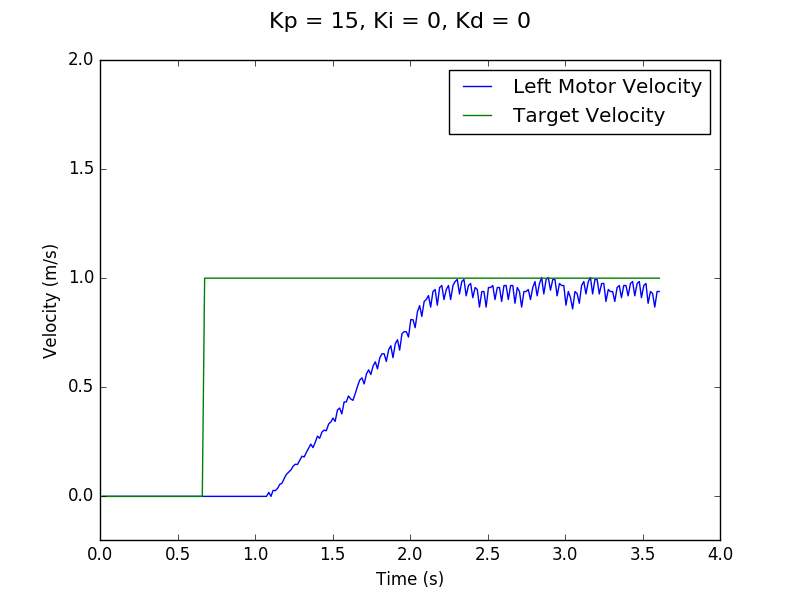 Kp = 15, Ki = 0, Kd = 0
2.0
1.5
1.0
0.5
0.0
Velocity (m/s)
Left Motor Velocity
Target Velocity
0.0 0.5 1.0 1.5 2.0 2.5 3.0 3.5 4.0
Time (s)